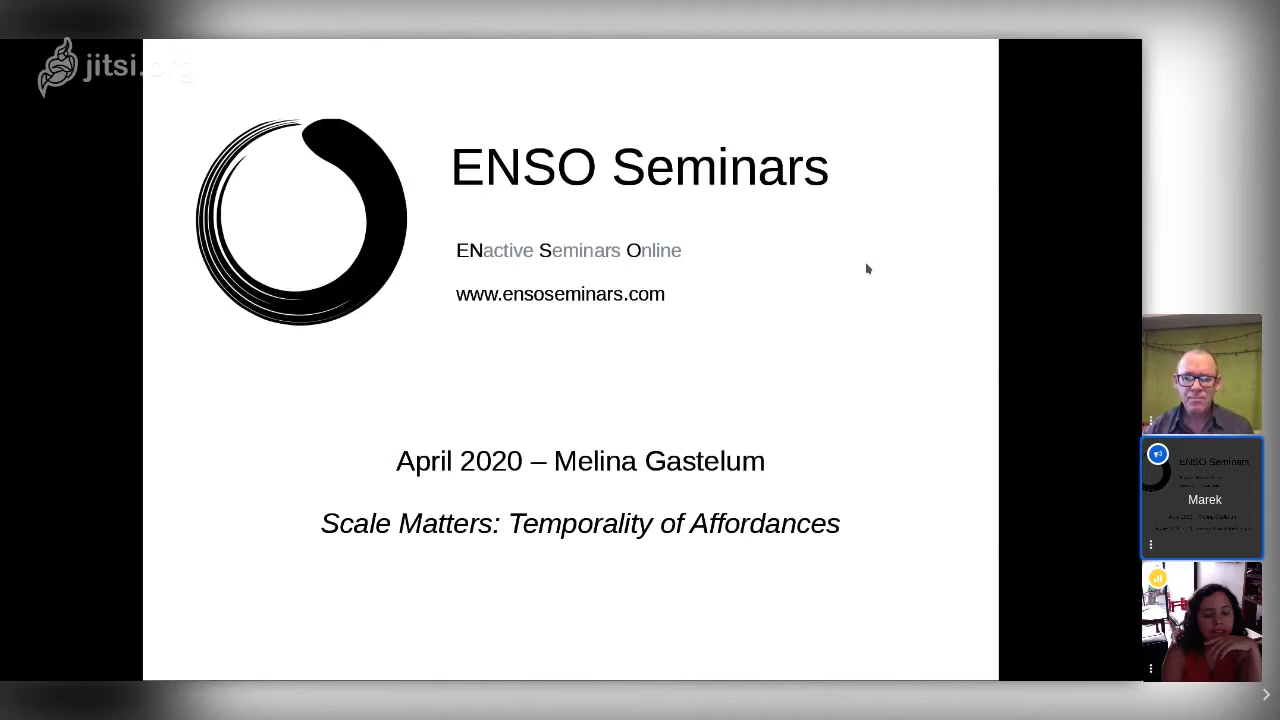 jitsi.org
ENSO Seminars
ENactive Seminars Online
www.ensoseminars.com
April 2020 – Melina Gastelum
Scale Matters: Temporality of Affordances
ENSO Seminars
Marek